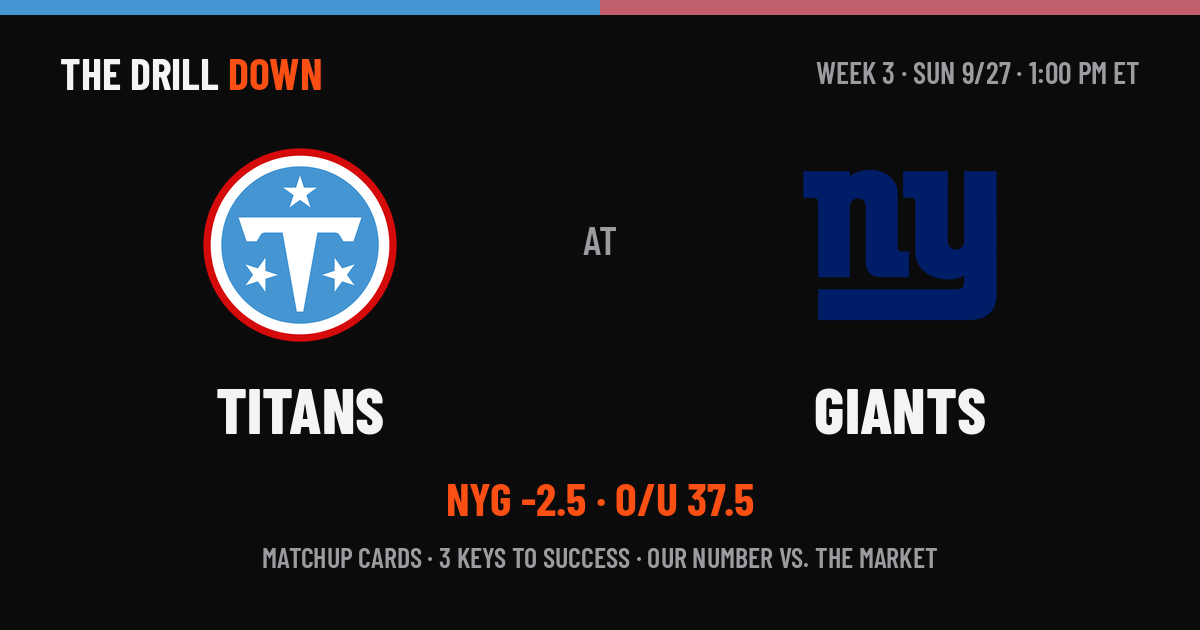 THE DRILL DOWN
WEEK 3 · SUN 9/27 · 1:00 PM ET
T
ny
AT
TITANS
GIANTS
NYG -2.5 · O/U 37.5
MATCHUP CARDS · 3 KEYS TO SUCCESS · OUR NUMBER VS. THE MARKET